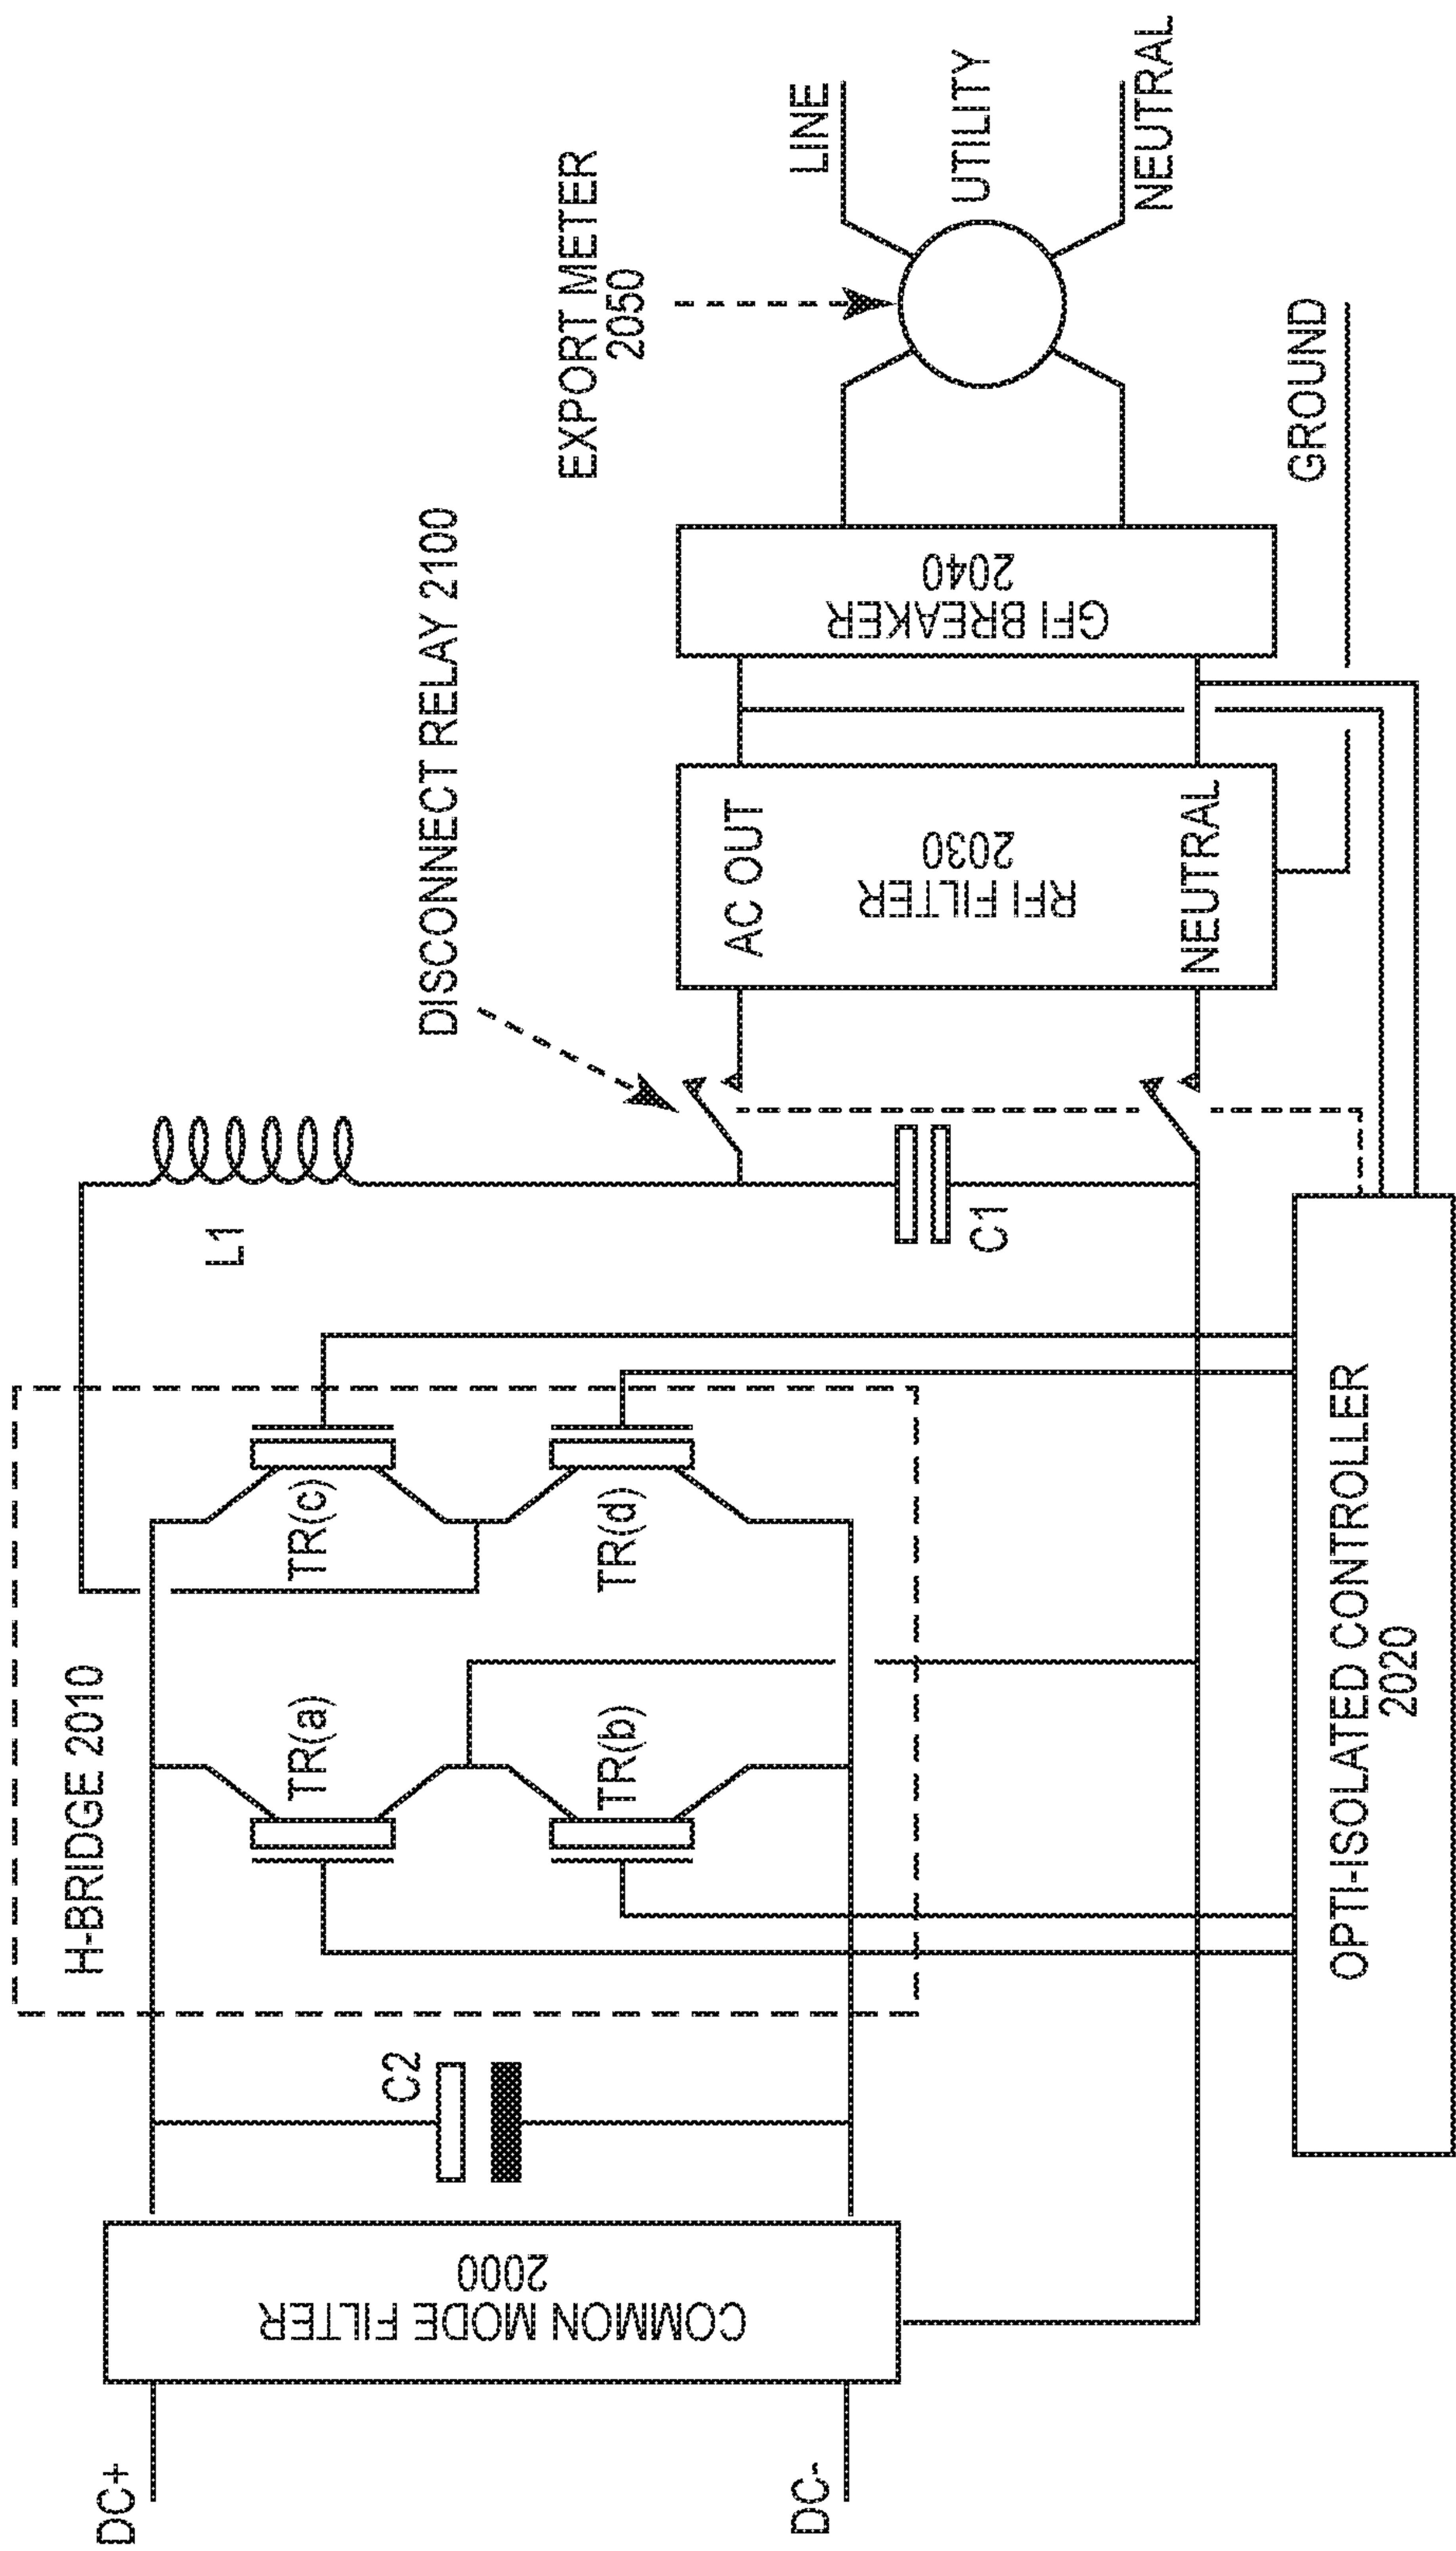 DC+
DC-
COMMON MODE FILTER
2000
C2
H-BRIDGE 2010
TR(a)
TR(b)
TR(c)
TR(d)
L1
C1
OPTI-ISOLATED CONTROLLER
2020
DISCONNECT RELAY 2100
AC OUT
RFI FILTER
2030
NEUTRAL
GFI BREAKER
2040
EXPORT METER
2050
GROUND
LINE
UTILITY
NEUTRAL